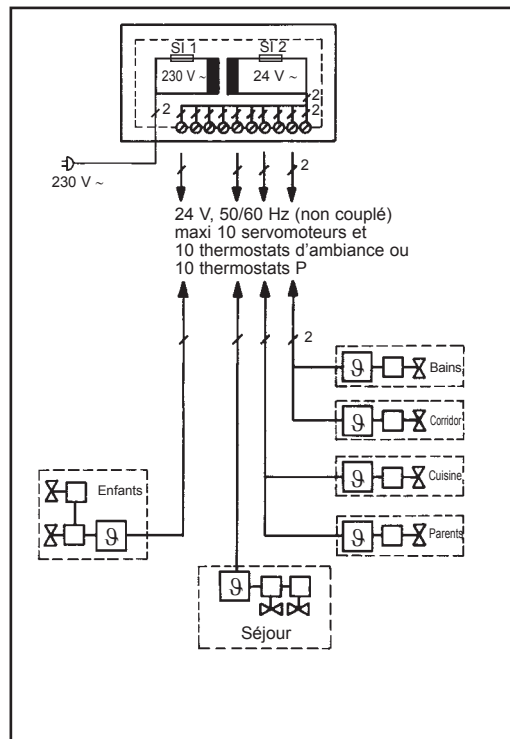 SI 1
SI 2
230 V ~
24 V ~
2
2
2
230 V ~
2
24 V, 50/60 Hz (non couplé)
maxi 10 servomoteurs et
10 thermostats d'ambiance ou
10 thermostats P
2
ϑ
Bains
ϑ
Corridor
Enfants
ϑ
Cuisine
ϑ
ϑ
Parents
ϑ
Séjour